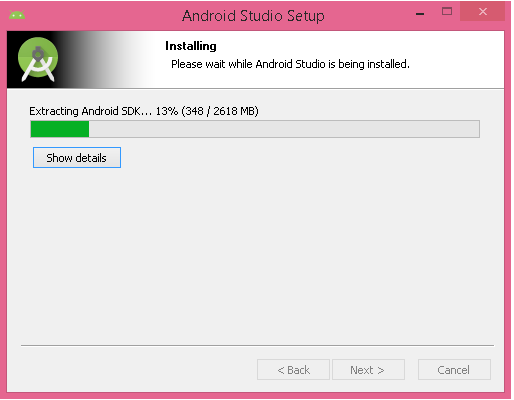 Android Studio Setup
Installing
Please wait while Android Studio is being installed.
Extracting Android SDK... 13% (348 / 2618 MB)
Show details
< Back
Next >
Cancel